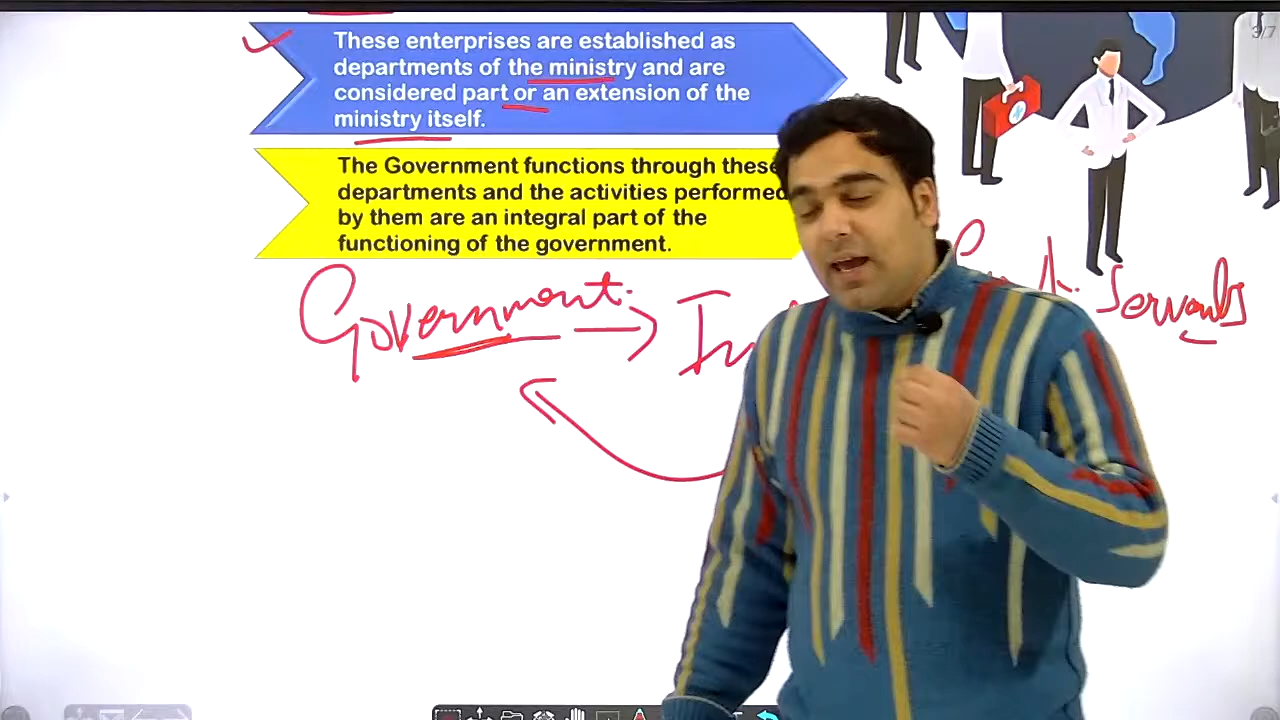 3/7
These enterprises are established as
departments of the ministry and are
considered part or an extension of the
ministry itself.
The Government functions through these
departments and the activities performed
by them are an integral part of the
functioning of the government.
Government.
Servants